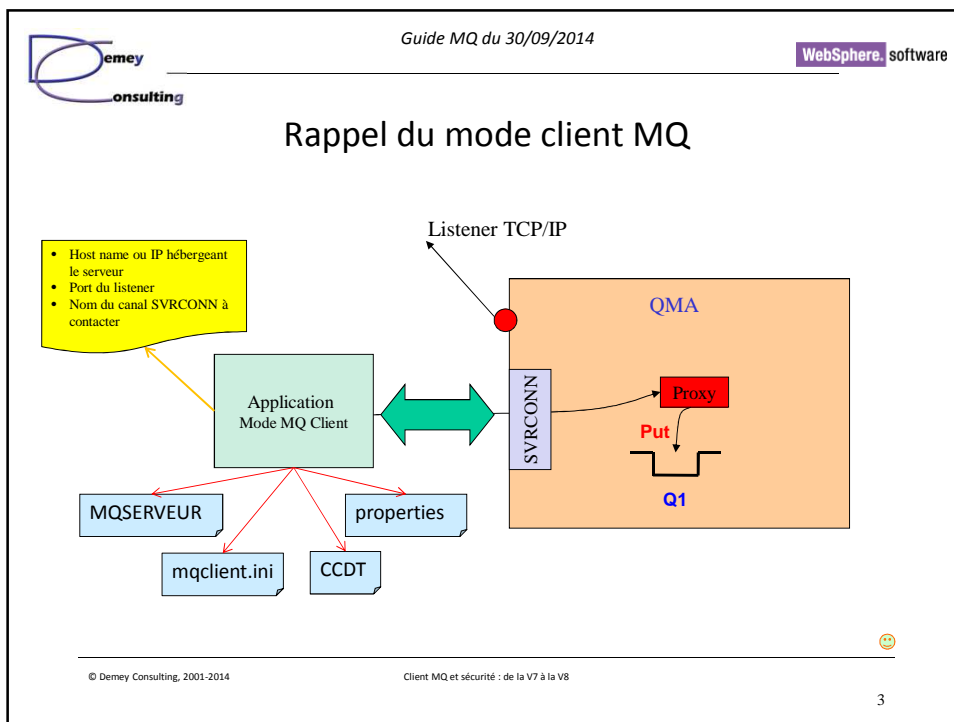 Guide MQ du 30/09/2014
Demey
Consulting
WebSphere. software
Rappel du mode client MQ
Listener TCP/IP
• Host name ou IP hébergeant
le serveur
• Port du listener
• Nom du canal SVRCONN à
contacter
QMA
Application
Mode MQ Client
SVRCONN
Proxy
Put
Q1
MQSERVEUR
properties
mqclient.ini
CCDT
© Demey Consulting, 2001-2014
Client MQ et sécurité : de la V7 à la V8
3